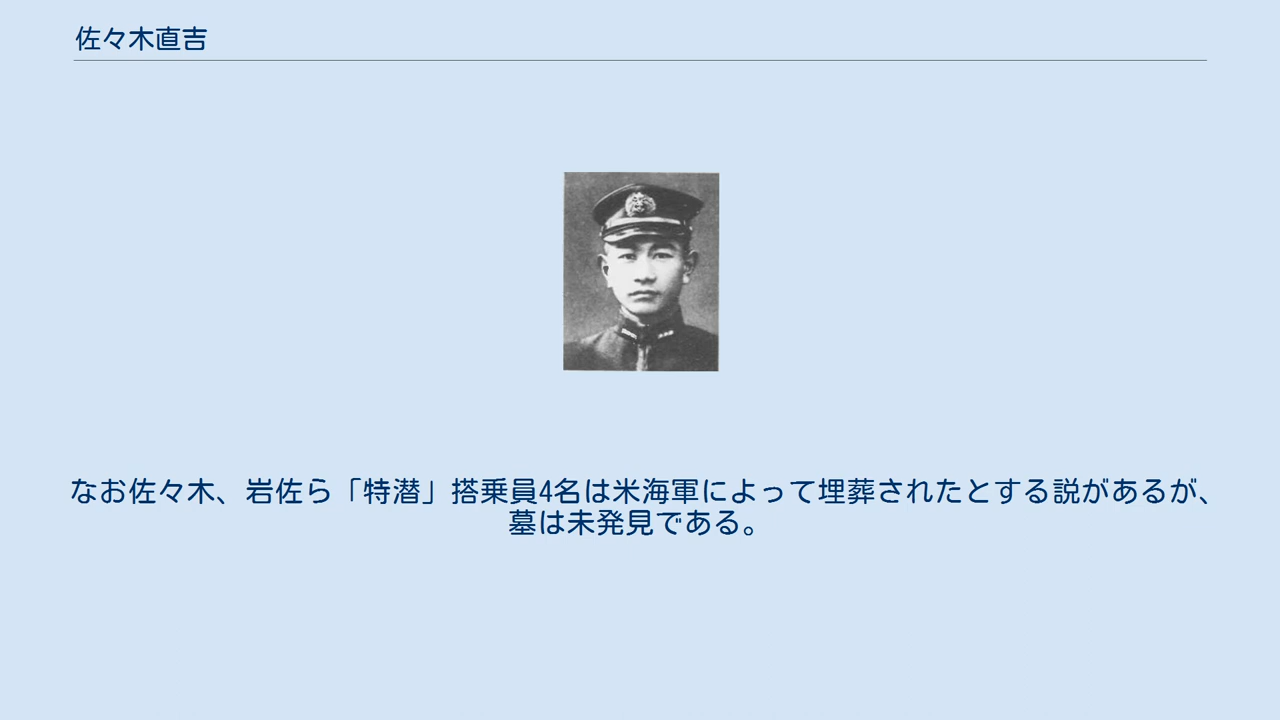 佐々木直吉
なお佐々木、岩佐ら「特潜」搭乗員4名は米海軍によって埋葬されたとする説があるが、
墓は未発見である。